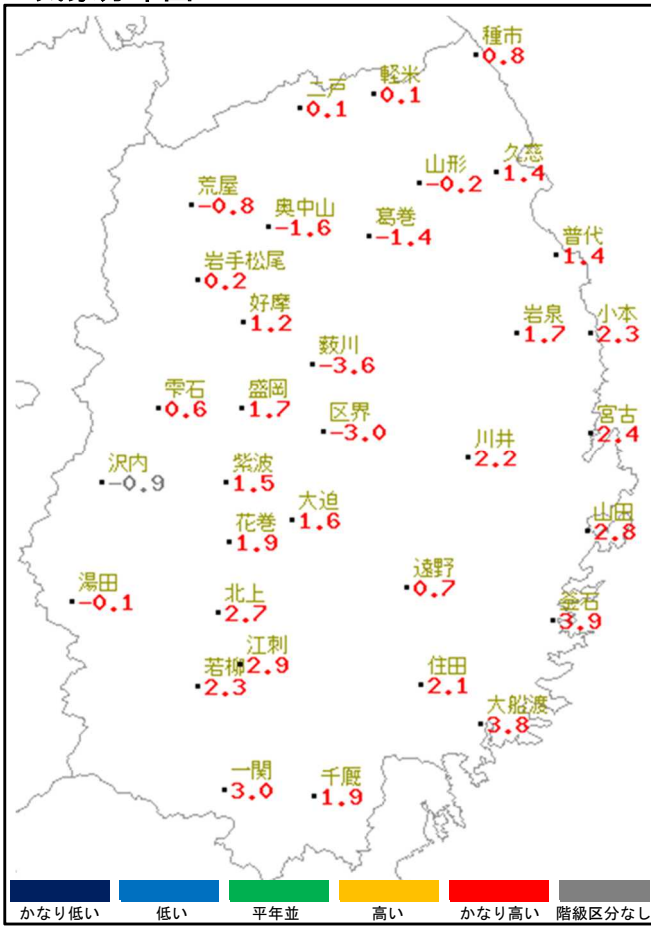 種市
0.8
軽米
0.1
二戸
0.1
久慈
1.4
山形
-0.2
荒屋
-0.8
奥中山
-1.6
葛巻
-1.4
普代
1.4
岩手松尾
0.2
好摩
1.2
岩泉
1.7
小本
2.3
薮川
-3.6
雫石
0.6
盛岡
1.7
区界
-3.0
宮古
2.4
川井
2.2
沢内
-0.9
紫波
1.5
大迫
1.6
山田
2.8
花巻
1.9
遠野
0.7
湯田
-0.1
北上
2.7
釜石
3.9
江刺
2.9
若柳
2.3
住田
2.1
大船渡
3.8
一関
3.0
千厩
1.9
かなり低い 低い 平年並 高い かなり高い 階級区分なし